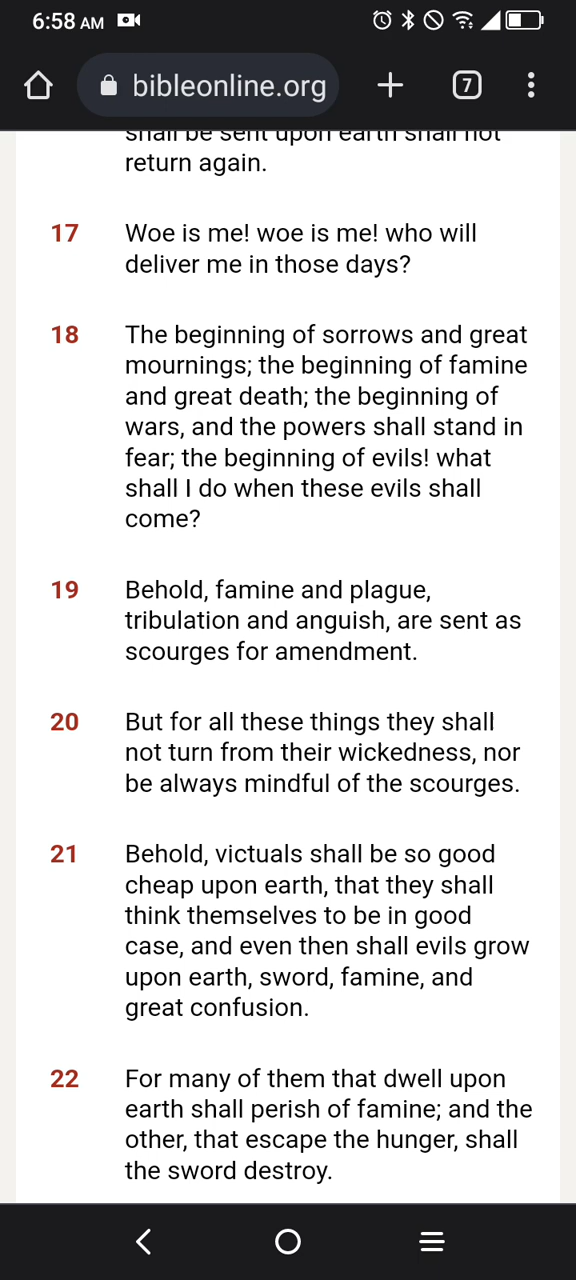 6:58 AM
bibleonline.org
7
shall be sent upon earth shall not
return again.
17 Woe is me! woe is me! who will
deliver me in those days?
18 The beginning of sorrows and great
mournings; the beginning of famine
and great death; the beginning of
wars, and the powers shall stand in
fear; the beginning of evils! what
shall I do when these evils shall
come?
19 Behold, famine and plague,
tribulation and anguish, are sent as
scourges for amendment.
20 But for all these things they shall
not turn from their wickedness, nor
be always mindful of the scourges.
21 Behold, victuals shall be so good
cheap upon earth, that they shall
think themselves to be in good
case, and even then shall evils grow
upon earth, sword, famine, and
great confusion.
22 For many of them that dwell upon
earth shall perish of famine; and the
other, that escape the hunger, shall
the sword destroy.